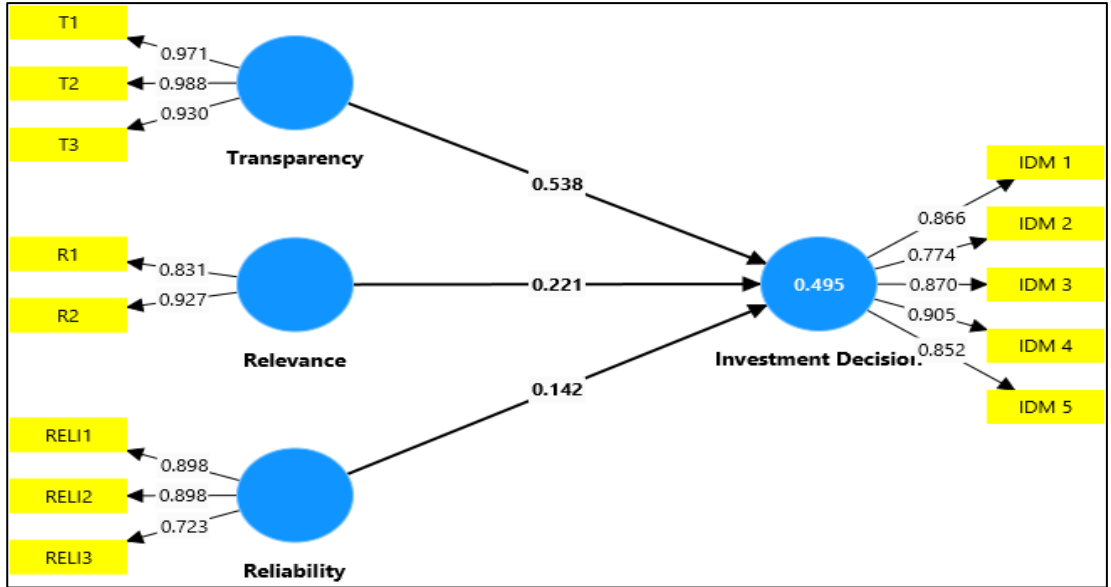 T1
0.971
T2
0.988
0.930
T3
Transparency
0.538
R1
0.831
0.927
R2
Relevance
0.221
RELI1
0.898
RELI2
0.898
0.723
RELI3
Reliability
0.142
0.495
Investment Decision.
IDM 1
0.866
IDM 2
0.774
0.870
IDM 3
0.905
IDM 4
0.852
IDM 5